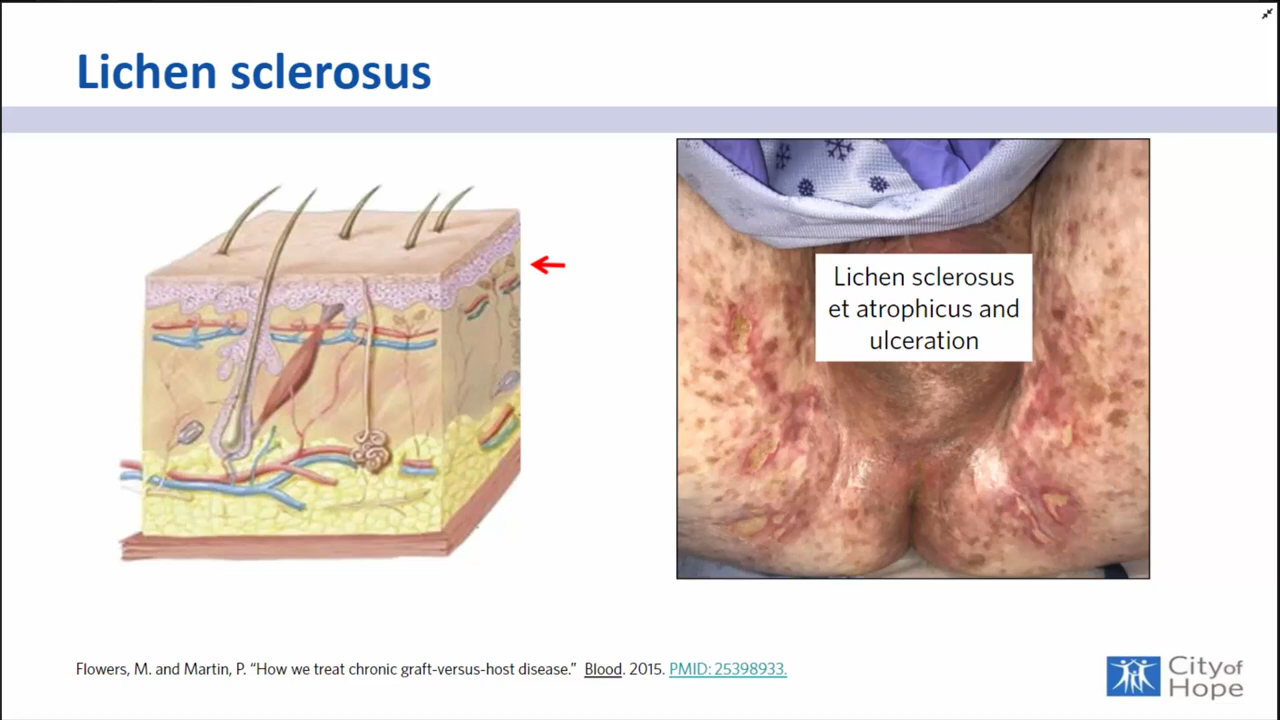 Lichen sclerosus
Lichen sclerosus
et atrophicus and
ulceration
Flowers, M. and Martin, P. “How we treat chronic graft-versus-host disease.” Blood. 2015. PMID: 25398933.
City of
Hope